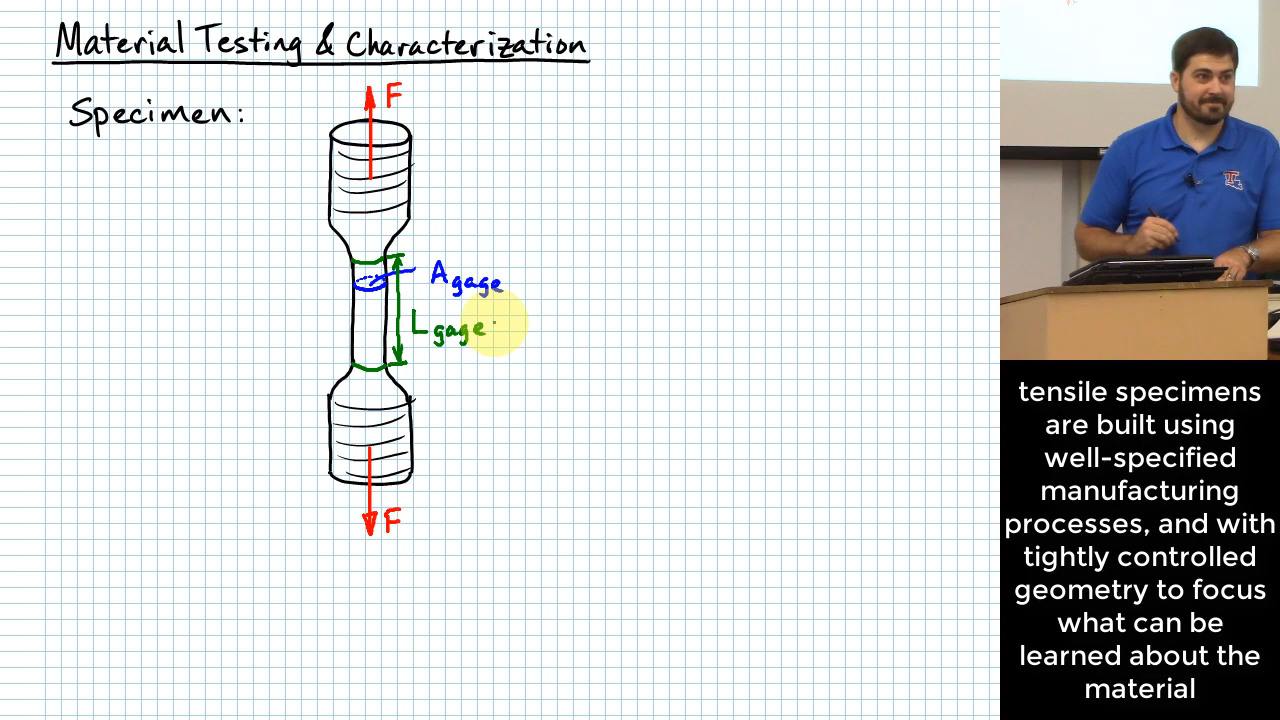 Material Testing & Characterization
Specimen:
F
A gage
L gage
F
tensile specimens
are built using
well-specified
manufacturing
processes, and with
tightly controlled
geometry to focus
what can be
learned about the
material